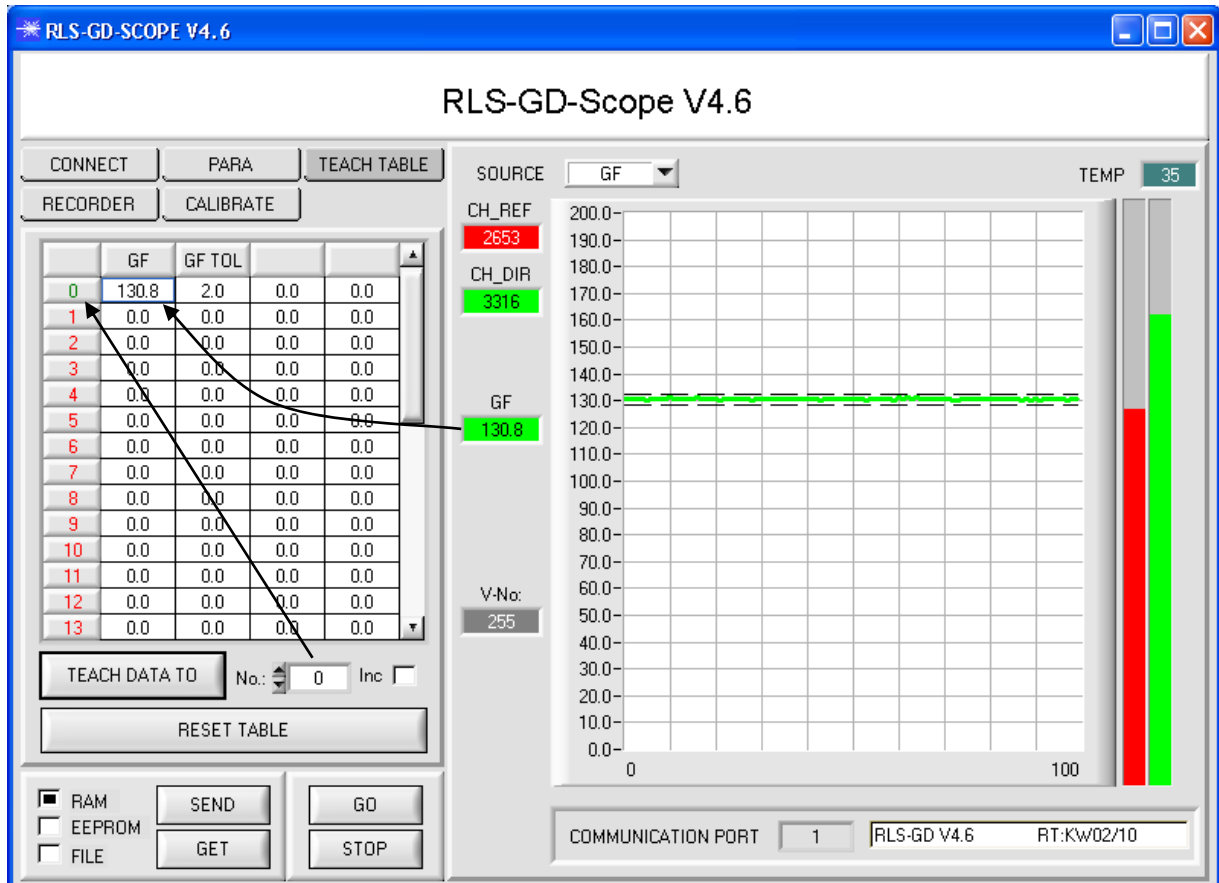 RLS-GD-SCOPE V4.6
RLS-GD-Scope V4.6
CONNECT PARA TEACH TABLE
RECORDER CALIBRATE
GF GF TOL
0 130.8 2.0 0.0 0.0
1 0.0 0.0 0.0 0.0
2 0.0 0.0 0.0 0.0
3 0.0 0.0 0.0 0.0
4 0.0 0.0 0.0 0.0
5 0.0 0.0 0.0 0.0
6 0.0 0.0 0.0 0.0
7 0.0 0.0 0.0 0.0
8 0.0 0.0 0.0 0.0
9 0.0 0.0 0.0 0.0
10 0.0 0.0 0.0 0.0
11 0.0 0.0 0.0 0.0
12 0.0 0.0 0.0 0.0
13 0.0 0.0 0.0 0.0
TEACH DATA TO No.: 0 Inc
RESET TABLE
RAM
EEPROM
FILE
SEND
GET
GO
STOP
SOURCE GF
TEMP 35
CH_REF
2653
CH_DIR
3316
GF
130.8
V-No:
255
200.0
190.0
180.0
170.0
160.0
150.0
140.0
130.0
120.0
110.0
100.0
90.0
80.0
70.0
60.0
50.0
40.0
30.0
20.0
10.0
0.0
0 100
COMMUNICATION PORT 1 RLS-GD V4.6 RT:KW02/10